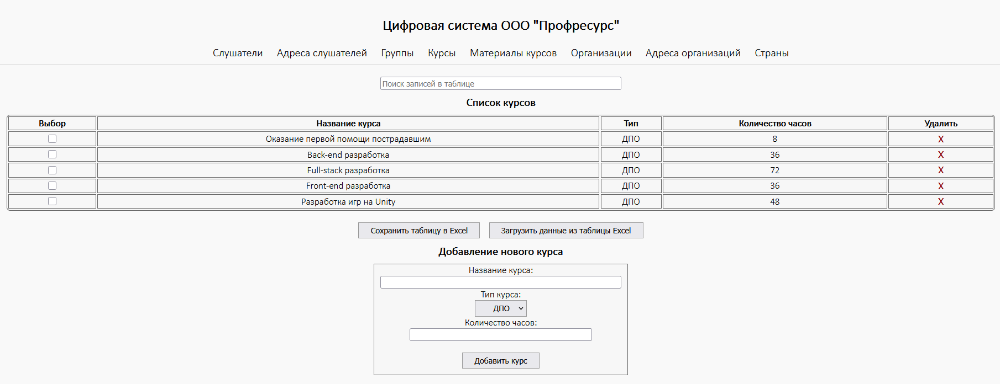 Цифровая система ООО "Профресурс"
Слушатели Адреса слушателей Группы Курсы Материалы курсов Организации Адреса организаций Страны
Поиск записей в таблице
Список курсов
Выбор Название курса Тип Количество часов Удалить
Оказание первой помощи пострадавшим ДПО 8 X
Back-end разработка ДПО 36 X
Full-stack разработка ДПО 72 X
Front-end разработка ДПО 36 X
Разработка игр на Unity ДПО 48 X
Сохранить таблицу в Excel Загрузить данные из таблицы Excel
Добавление нового курса
Название курса:
Тип курса:
ДПО
Количество часов:
Добавить курс